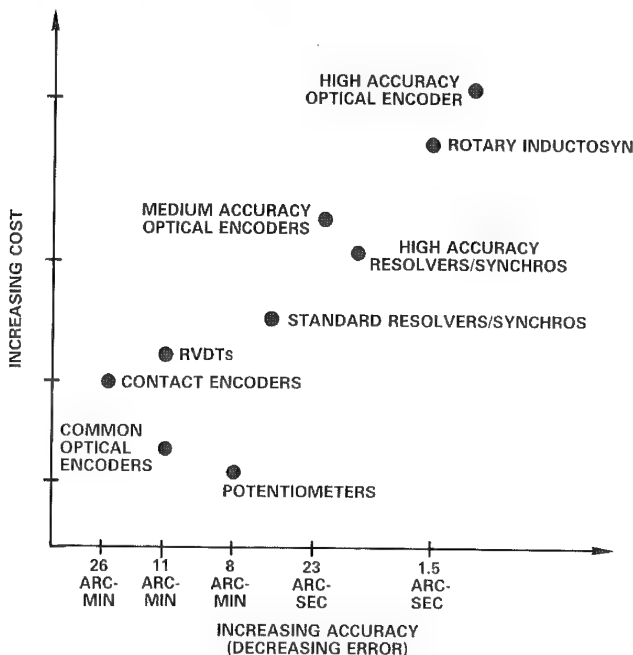 HIGH ACCURACY
OPTICAL ENCODER
ROTARY INDUCTOSYN
MEDIUM ACCURACY
OPTICAL ENCODERS
HIGH ACCURACY
RESOLVERS/SYNCHROS
STANDARD RESOLVERS/SYNCHROS
RVDTs
CONTACT ENCODERS
COMMON
OPTICAL
ENCODERS
POTENTIOMETERS
INCREASING COST
26
ARC-
MIN
11
ARC-
MIN
8
ARC-
MIN
23
ARC-
SEC
1.5
ARC-
SEC
INCREASING ACCURACY
(DECREASING ERROR)